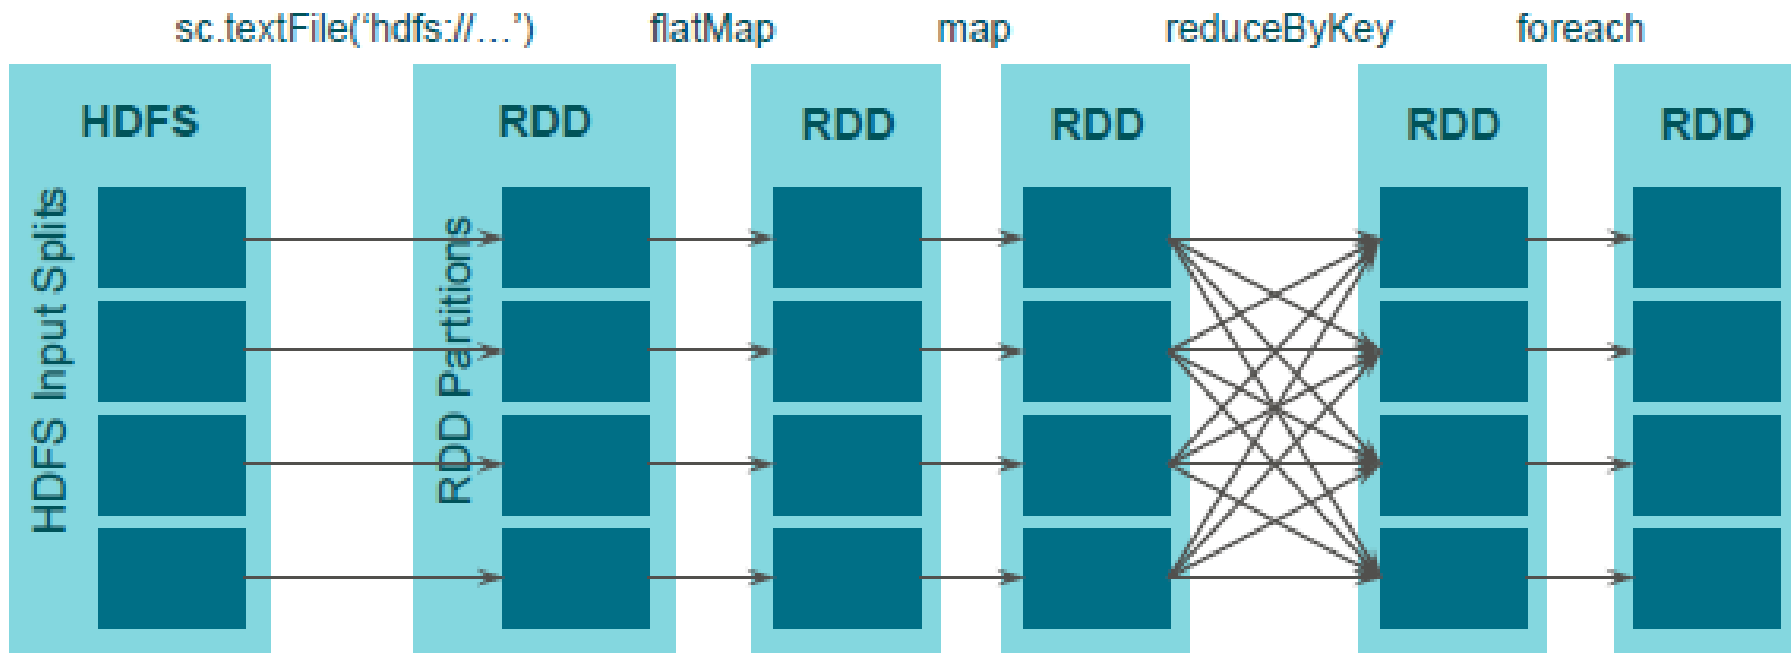 sc.textFile(‘hdfs://…’) flatMap map reduceByKey foreach
HDFS RDD RDD RDD RDD RDD
HDFS Input Splits
RDD Partitions